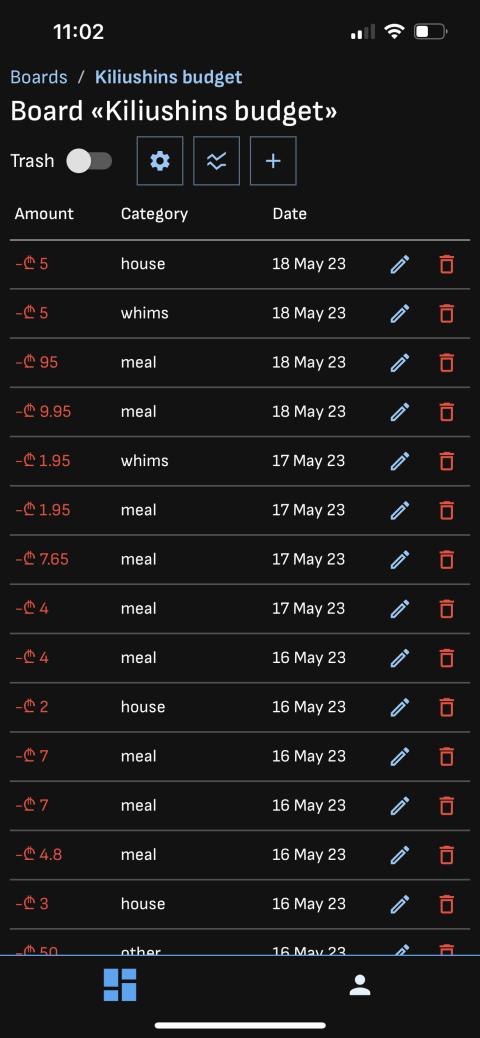 11:02
Boards / Kiliushins budget
Board «Kiliushins budget»
Trash
Amount Category Date
-₾ 5 house 18 May 23
-₾ 5 whims 18 May 23
-₾ 95 meal 18 May 23
-₾ 9.95 meal 18 May 23
-₾ 1.95 whims 17 May 23
-₾ 1.95 meal 17 May 23
-₾ 7.65 meal 17 May 23
-₾ 4 meal 17 May 23
-₾ 4 meal 16 May 23
-₾ 2 house 16 May 23
-₾ 7 meal 16 May 23
-₾ 7 meal 16 May 23
-₾ 4.8 meal 16 May 23
-₾ 3 house 16 May 23
-₾ 50 other 16 May 23